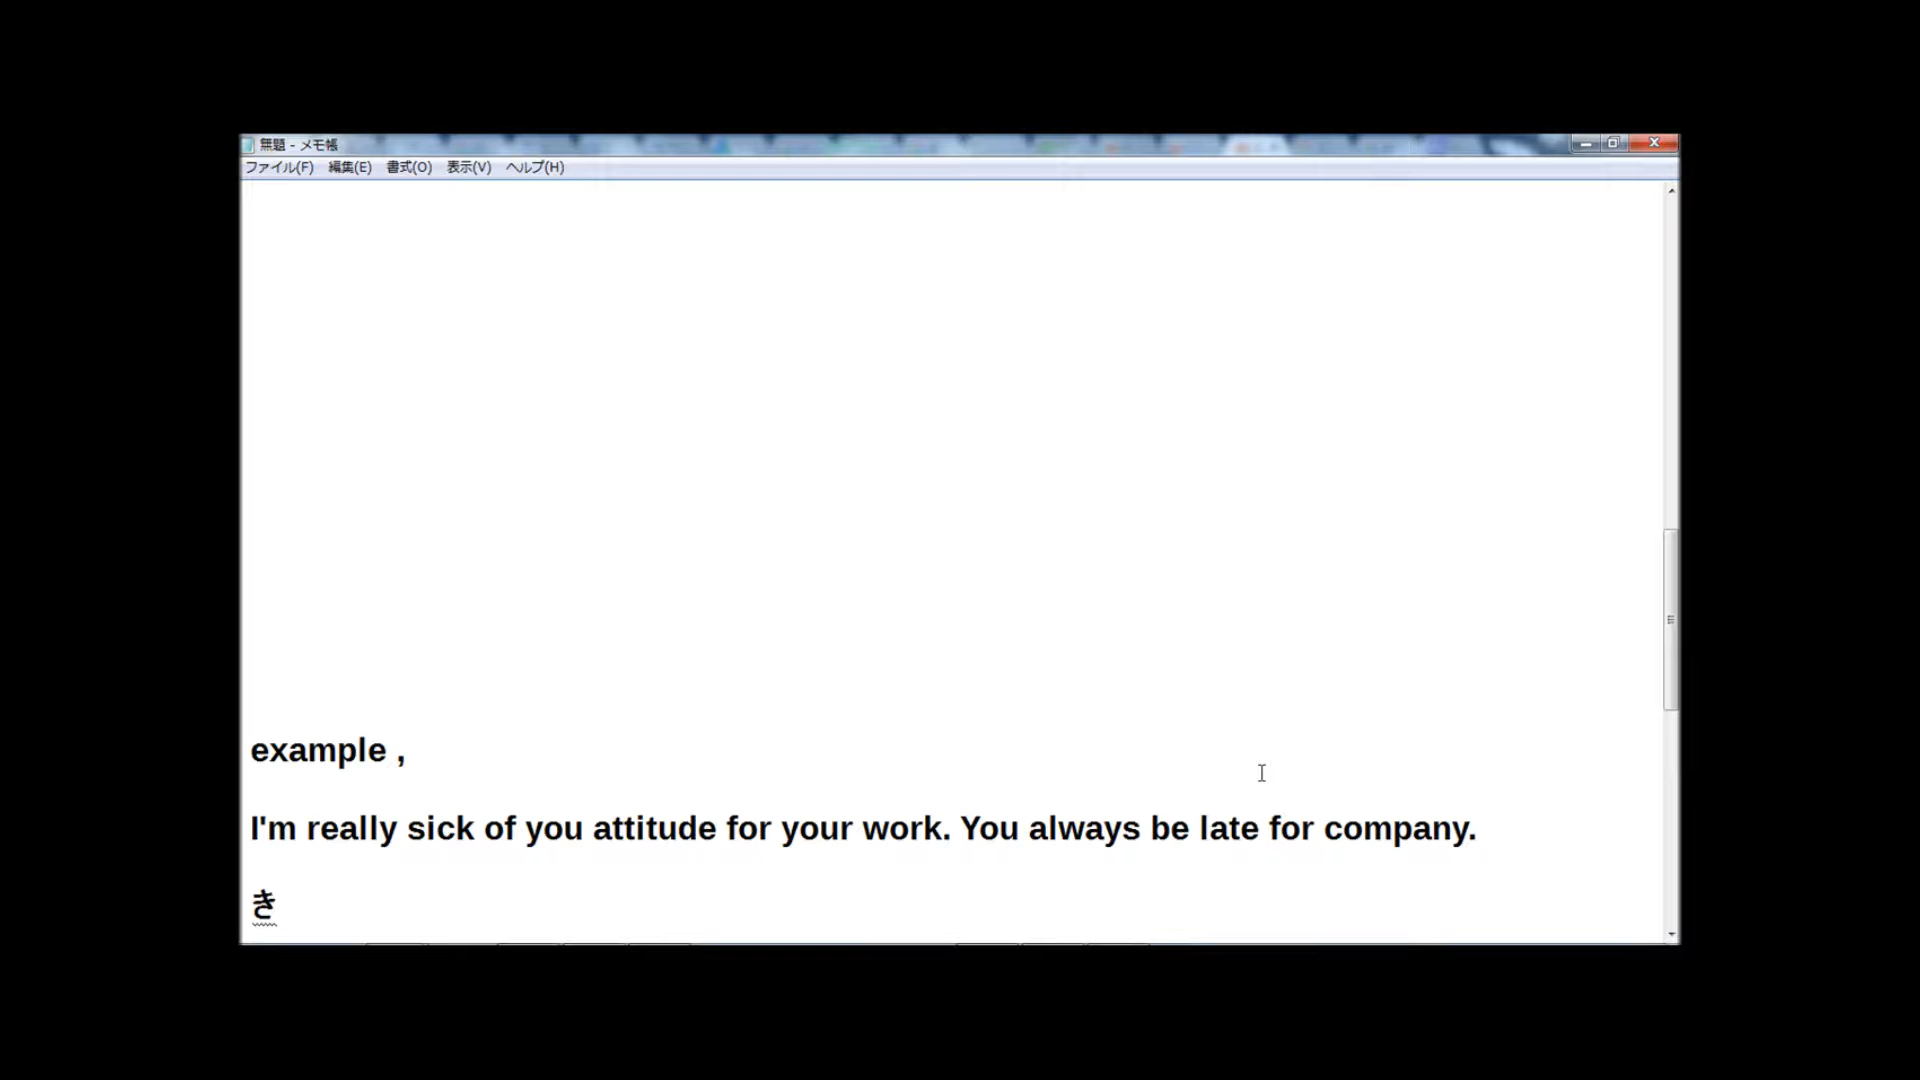 無題 - メモ帳
ファイル(F) 編集(E) 書式(O) 表示(V) ヘルプ(H)
example ,
I'm really sick of you attitude for your work. You always be late for company.
き